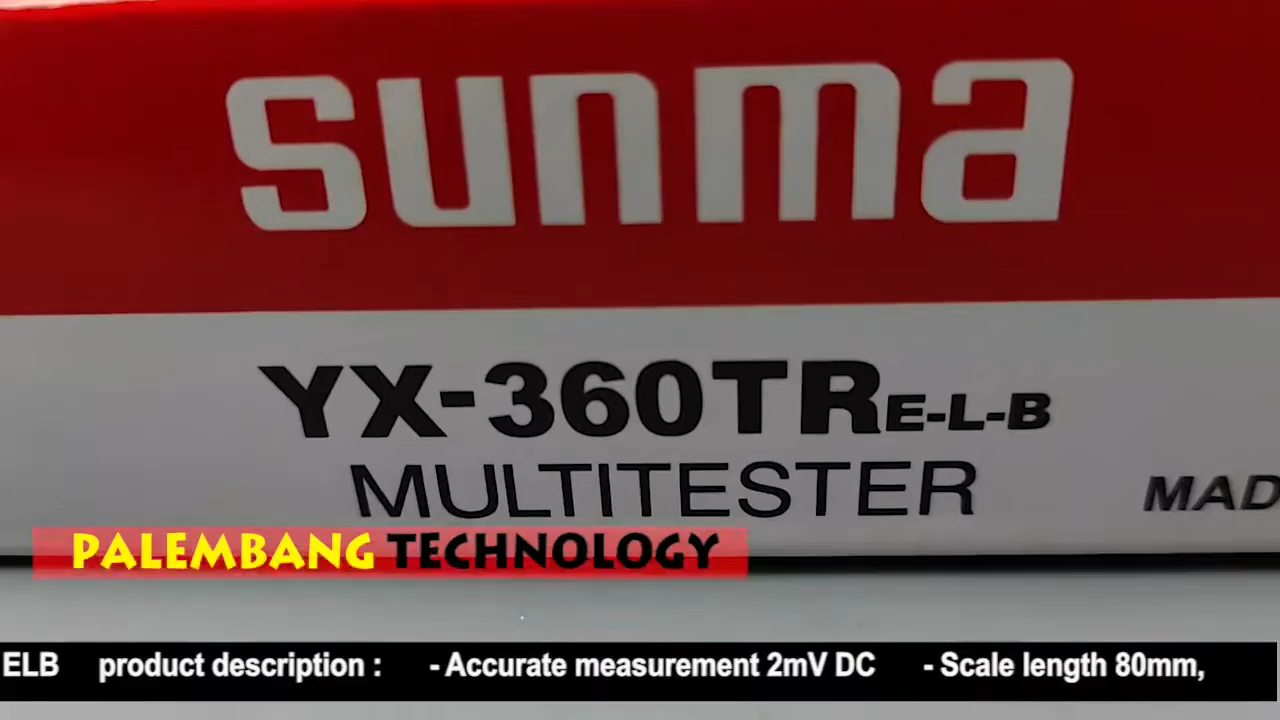 sunma
YX-360TRE-L-B
MULTITESTER
MAD
PALEMBANG TECHNOLOGY
ELB product description : - Accurate measurement 2mV DC - Scale length 80mm,